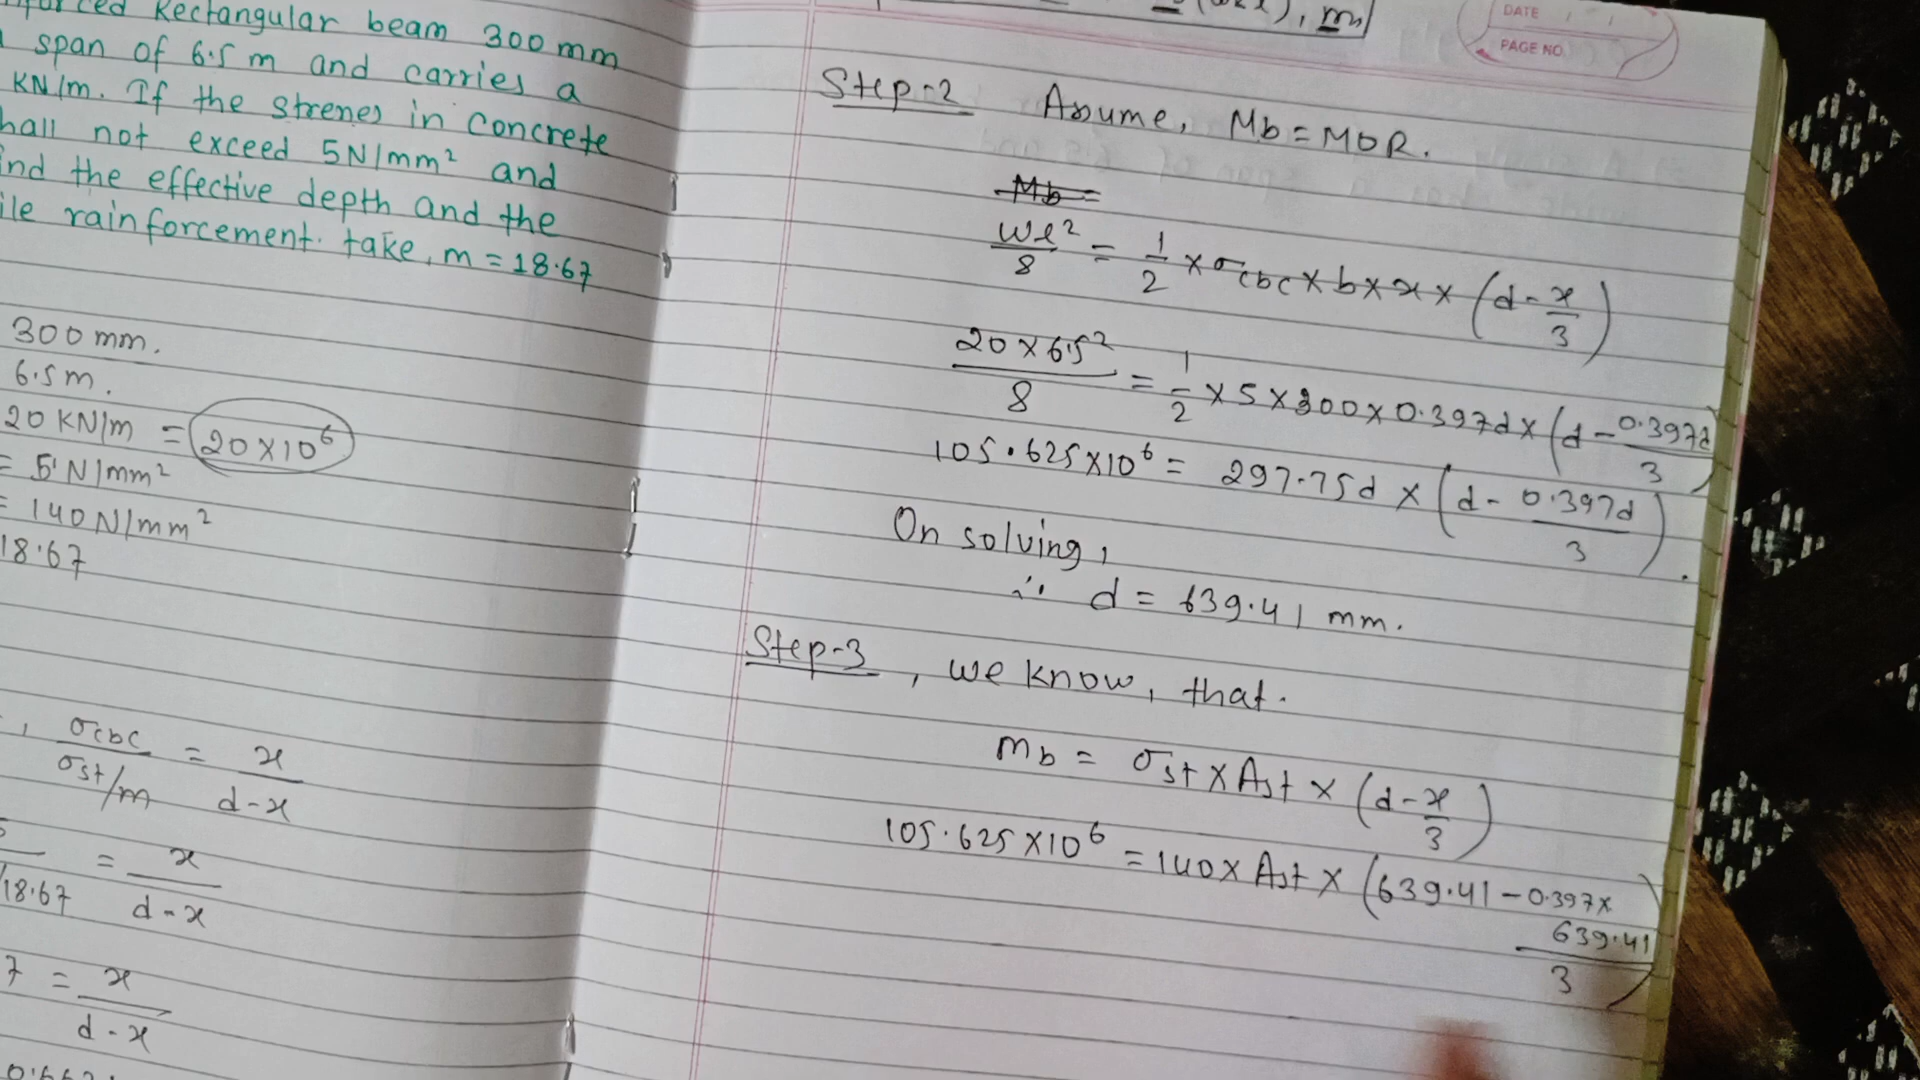 Rectangular beam 300 mm
span of 6.5 m and carries a
KN/m. If the strenes in concrete
hall not exceed 5N/mm² and
ind the effective depth and the
ile rainforcement. take, m = 18.67
300 mm.
6.5 m.
20 KN/m = 20×10⁶
= 5 N/mm²
= 140 N/mm²
18.67
σcbc / σst/m = x / d-x
/18.67 = x / d-x
7 = x / d-x
DATE
PAGE NO.
Step-2 Assume, Mb = MOR.
Mb =
wl²/8 = 1/2 × σcbc × b × x × (d - x/3)
20 × 6.5²/8 = 1/2 × 5 × 300 × 0.397d × (d - 0.397d/3)
105.625×10⁶ = 297.75d × (d - 0.397d/3).
On solving,
∴ d = 639.41 mm.
Step-3, we know, that.
Mb = σst × Ast × (d - x/3)
105.625×10⁶ = 140 × Ast × (639.41 - 0.397×639.41/3)